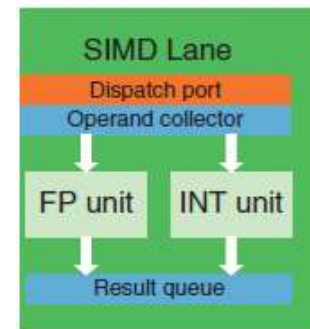 SIMD Lane
Dispatch port
Operand collector
FP unit
INT unit
Result queue